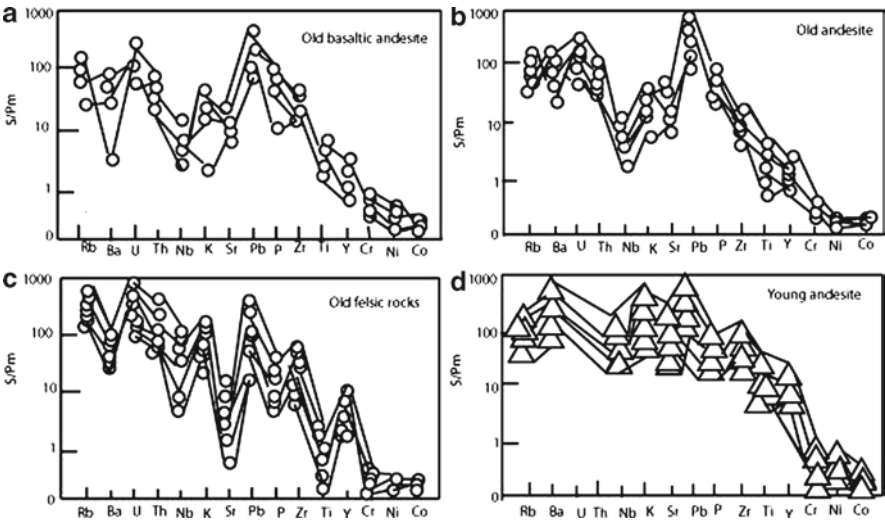 a
Old basaltic andesite
1000
100
10
1
0
S/Pm
Rb Ba U Th Nb K Sr Pb P Zr Ti Y Cr Ni Co
b
Old andesite
1000
100
10
1
0
S/Pm
Rb Ba U Th Nb K Sr Pb P Zr Ti Y Cr Ni Co
c
Old felsic rocks
1000
100
10
1
0
S/Pm
Rb Ba U Th Nb K Sr Pb P Zr Ti Y Cr Ni Co
d
Young andesite
1000
100
10
1
0
S/Pm
Rb Ba U Th Nb K Sr Pb P Zr Ti Y Cr Ni Co